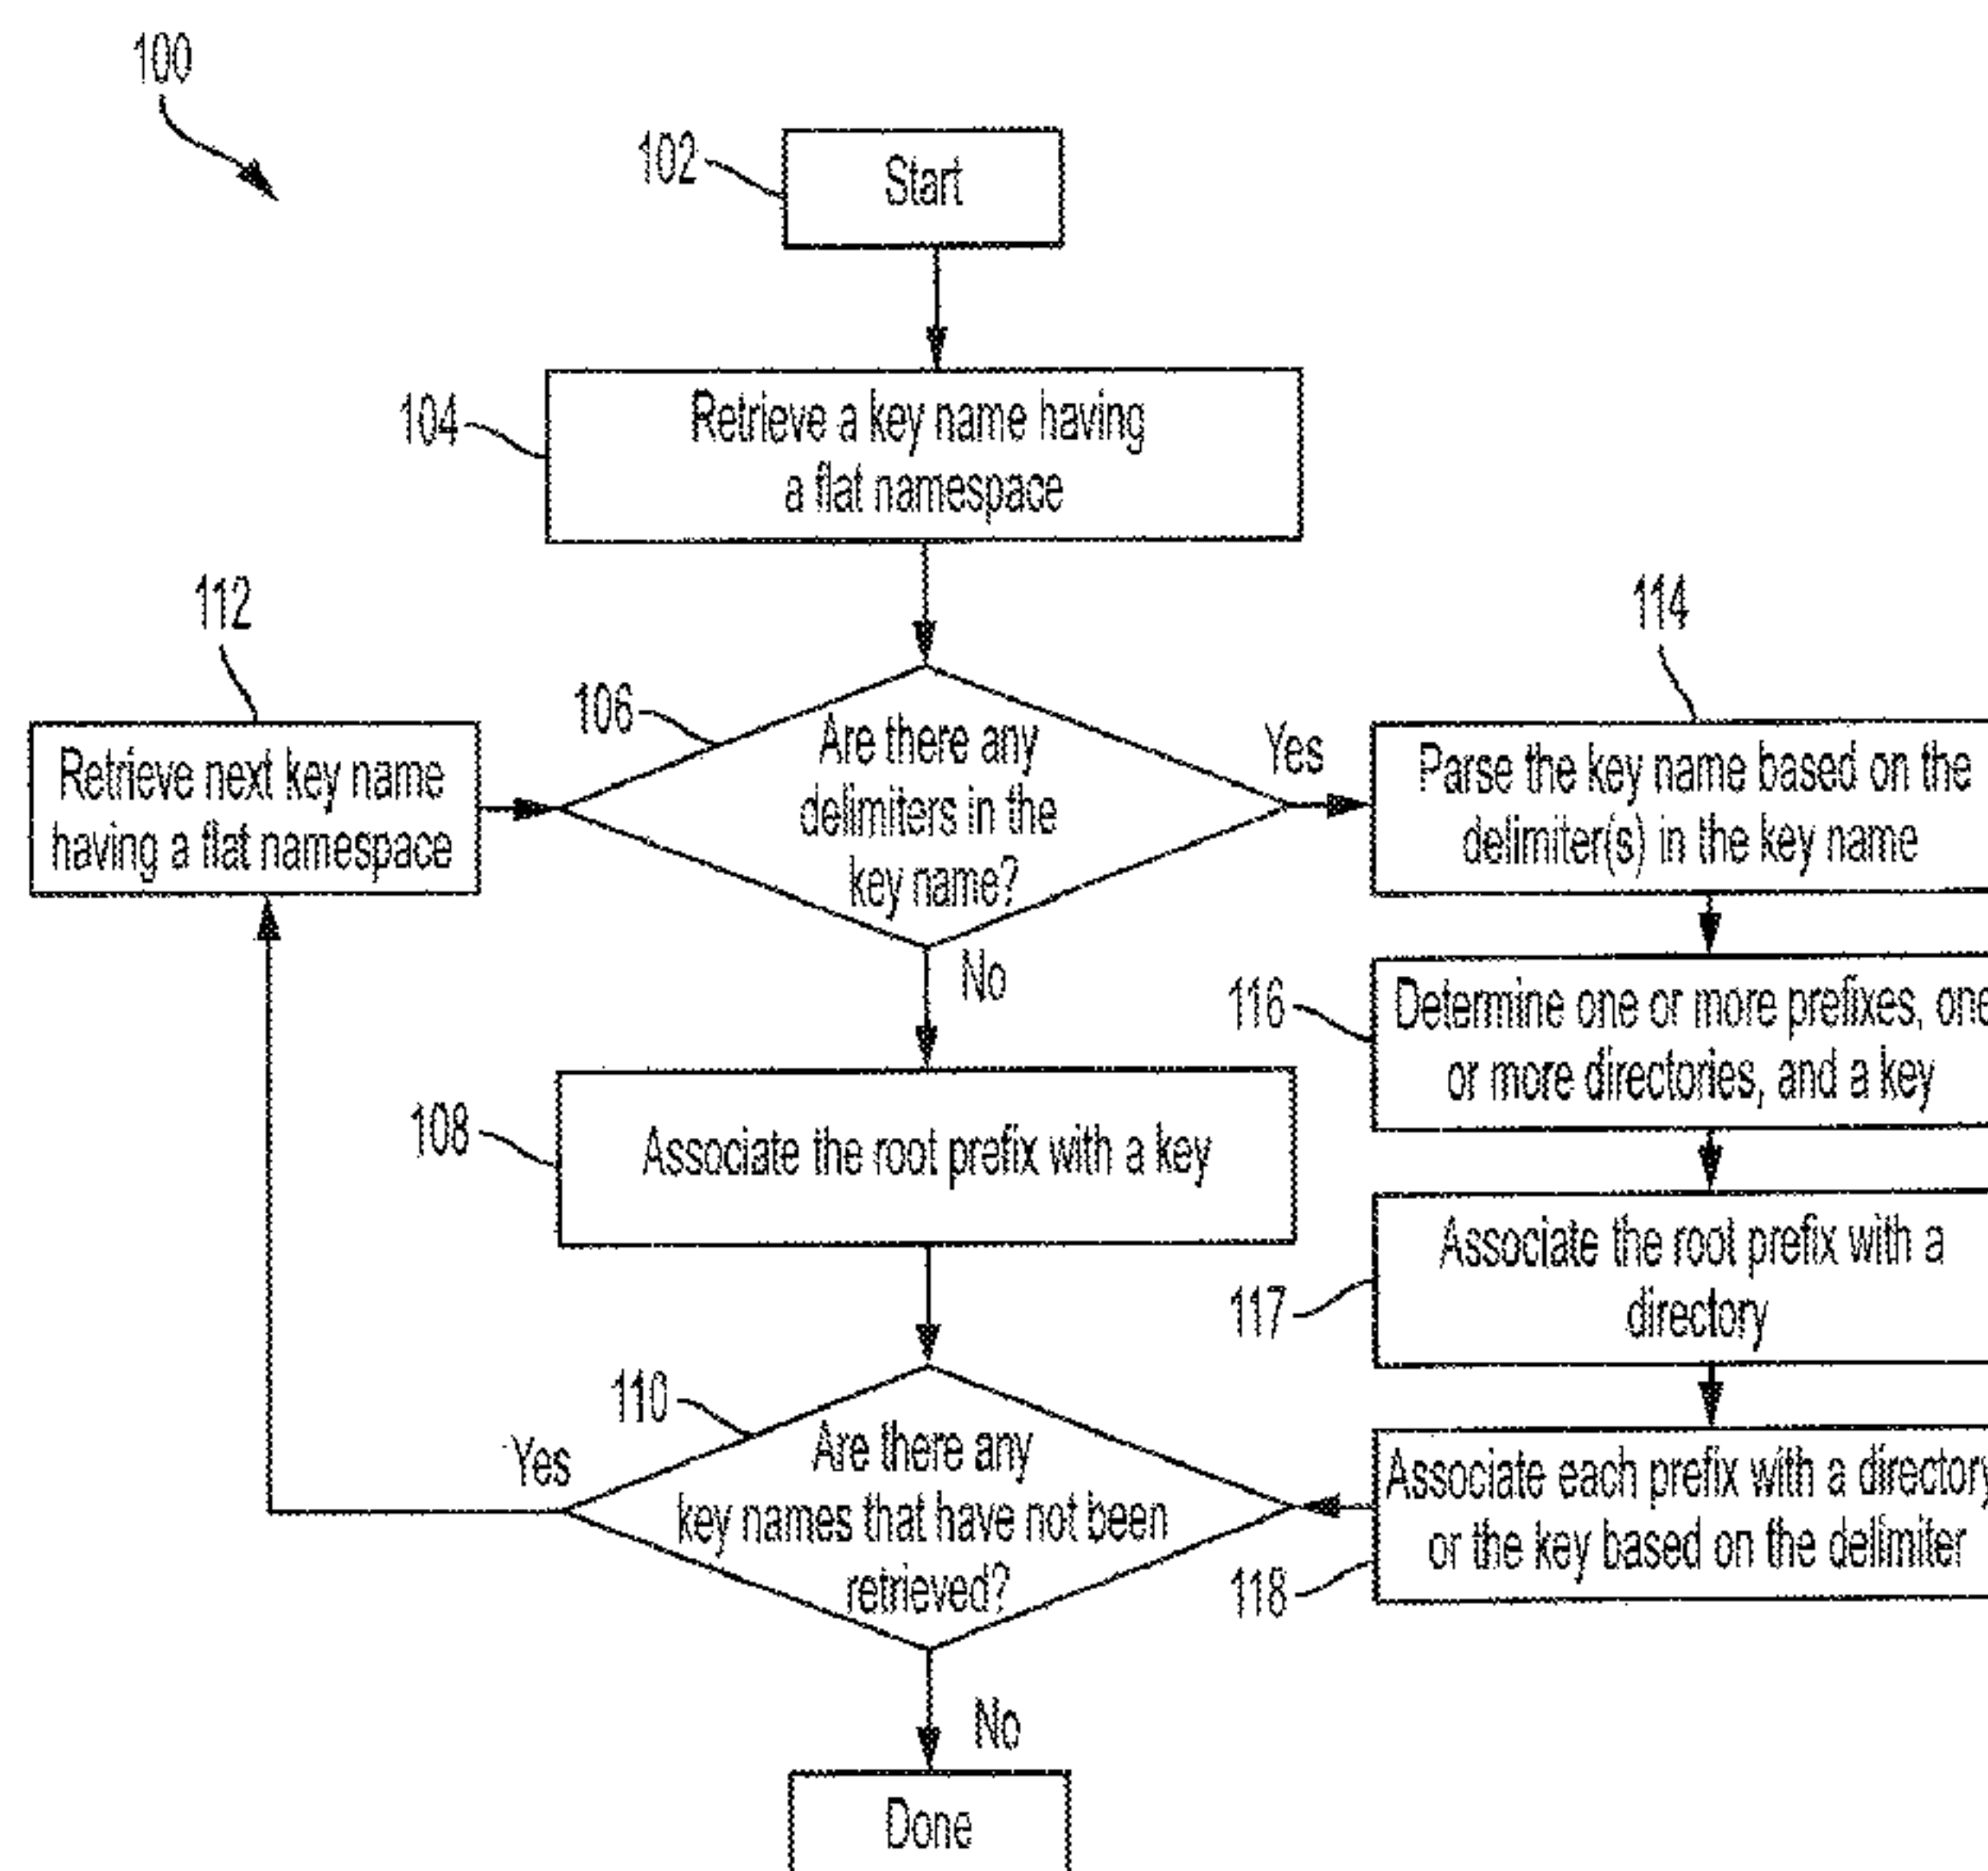 100
102
Start
104
Retrieve a key name having
a flat namespace
112
Retrieve next key name
having a flat namespace
106
Are there any
delimiters in the
key name?
Yes
No
114
Parse the key name based on the
delimiter(s) in the key name
116
Determine one or more prefixes, one
or more directories, and a key
108
Associate the root prefix with a key
117
Associate the root prefix with a
directory
110
Are there any
key names that have not been
retrieved?
Yes
No
118
Associate each prefix with a directory
or the key based on the delimiter
Done